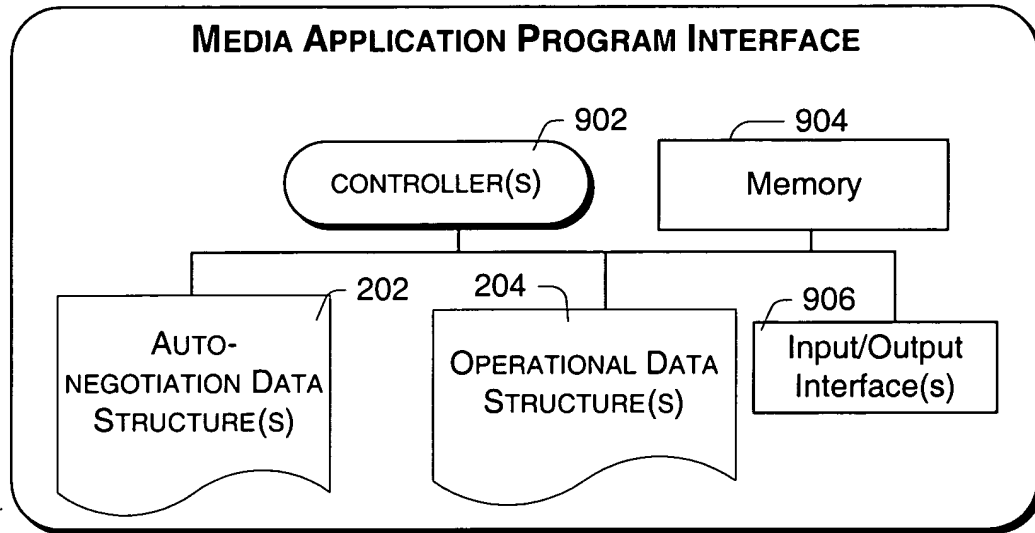 MEDIA APPLICATION PROGRAM INTERFACE
902
904
CONTROLLER(S)
Memory
202
204
906
AUTO-
NEGOTIATION DATA
STRUCTURE(S)
OPERATIONAL DATA
STRUCTURE(S)
Input/Output
Interface(s)